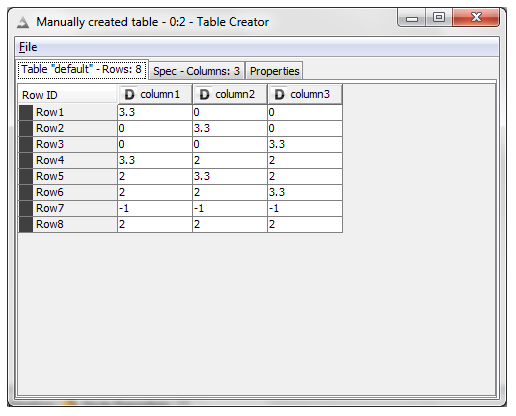 Manually created table - 0:2 - Table Creator
File
Table "default" - Rows: 8 Spec - Columns: 3 Properties
Row ID D column1 D column2 D column3
Row1 3.3 0 0
Row2 0 3.3 0
Row3 0 0 3.3
Row4 3.3 2 2
Row5 2 3.3 2
Row6 2 2 3.3
Row7 -1 -1 -1
Row8 2 2 2